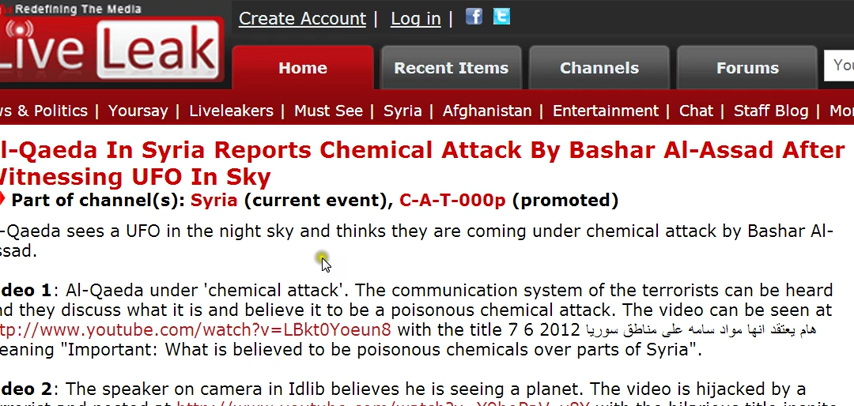 Redefining The Media
Live Leak
Create Account | Log in |
Home Recent Items Channels Forums
You
s & Politics | Yoursay | Liveleakers | Must See | Syria | Afghanistan | Entertainment | Chat | Staff Blog | Mo
l-Qaeda In Syria Reports Chemical Attack By Bashar Al-Assad After
Witnessing UFO In Sky
Part of channel(s): Syria (current event), C-A-T-000p (promoted)
-Qaeda sees a UFO in the night sky and thinks they are coming under chemical attack by Bashar Al-
ssad.
deo 1: Al-Qaeda under 'chemical attack'. The communication system of the terrorists can be heard
nd they discuss what it is and believe it to be a poisonous chemical attack. The video can be seen at
tp://www.youtube.com/watch?v=LBkt0Yoeun8 with the title 7 6 2012 هام يعتقد انها مواد سامه على مناطق سوريا
eaning "Important: What is believed to be poisonous chemicals over parts of Syria".
deo 2: The speaker on camera in Idlib believes he is seeing a planet. The video is hijacked by a